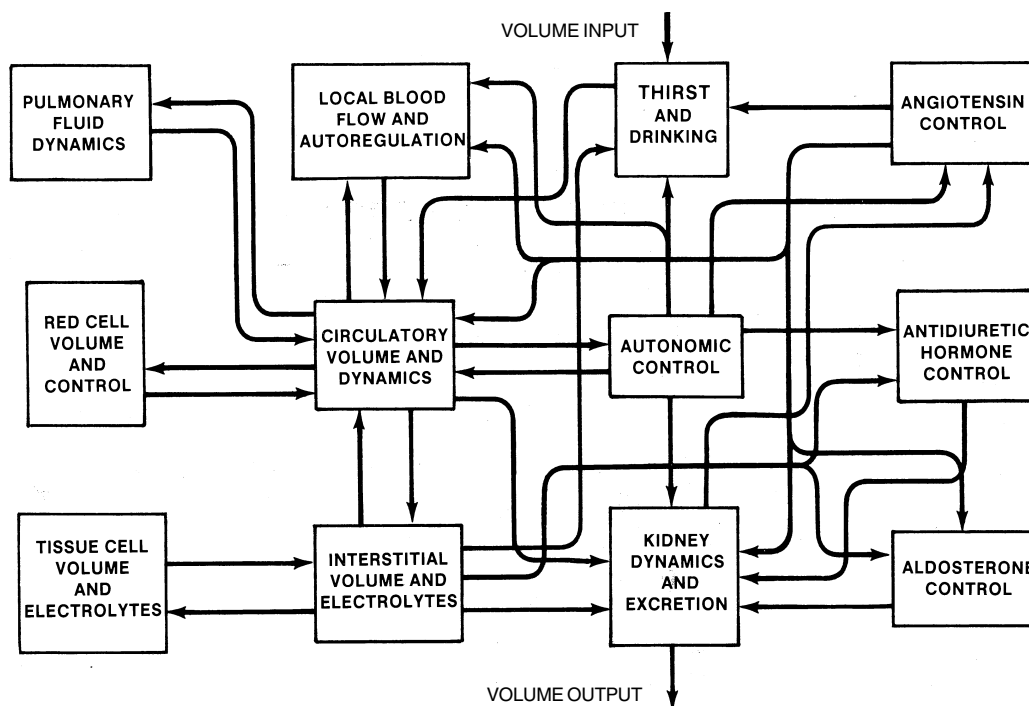 VOLUME INPUT
PULMONARY
FLUID
DYNAMICS
LOCAL BLOOD
FLOW AND
AUTOREGULATION
THIRST
AND
DRINKING
ANGIOTENSIN
CONTROL
RED CELL
VOLUME
AND
CONTROL
CIRCULATORY
VOLUME AND
DYNAMICS
AUTONOMIC
CONTROL
ANTIDIURETIC
HORMONE
CONTROL
TISSUE CELL
VOLUME
AND
ELECTROLYTES
INTERSTITIAL
VOLUME AND
ELECTROLYTES
KIDNEY
DYNAMICS
AND
EXCRETION
ALDOSTERONE
CONTROL
VOLUME OUTPUT